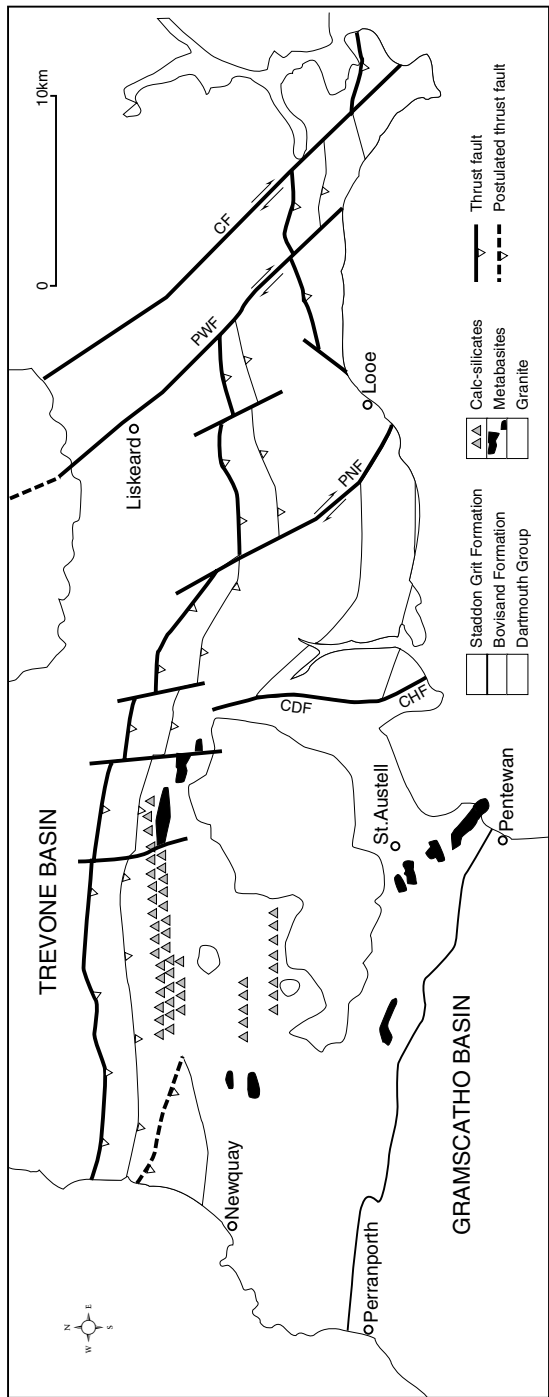 N
W
E
S
TREVONE BASIN
GRAMSCATHO BASIN
0
10km
CF
PWF
PNF
CDF
CHF
Liskeard
Looe
Newquay
St.Austell
Perranporth
Pentewan
Staddon Grit Formation
Bovisand Formation
Dartmouth Group
Calc-silicates
Metabasites
Granite
Thrust fault
Postulated thrust fault